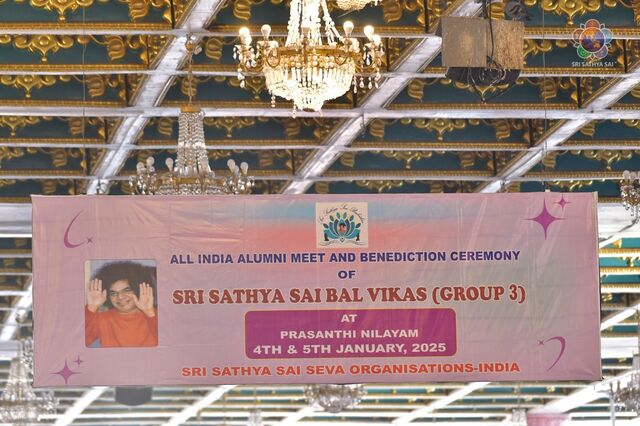 SRI SATHYA SAI
ALL INDIA ALUMNI MEET AND BENEDICTION CEREMONY
OF
SRI SATHYA SAI BAL VIKAS (GROUP 3)
AT
PRASANTHI NILAYAM
4TH & 5TH JANUARY, 2025
SRI SATHYA SAI SEVA ORGANISATIONS-INDIA